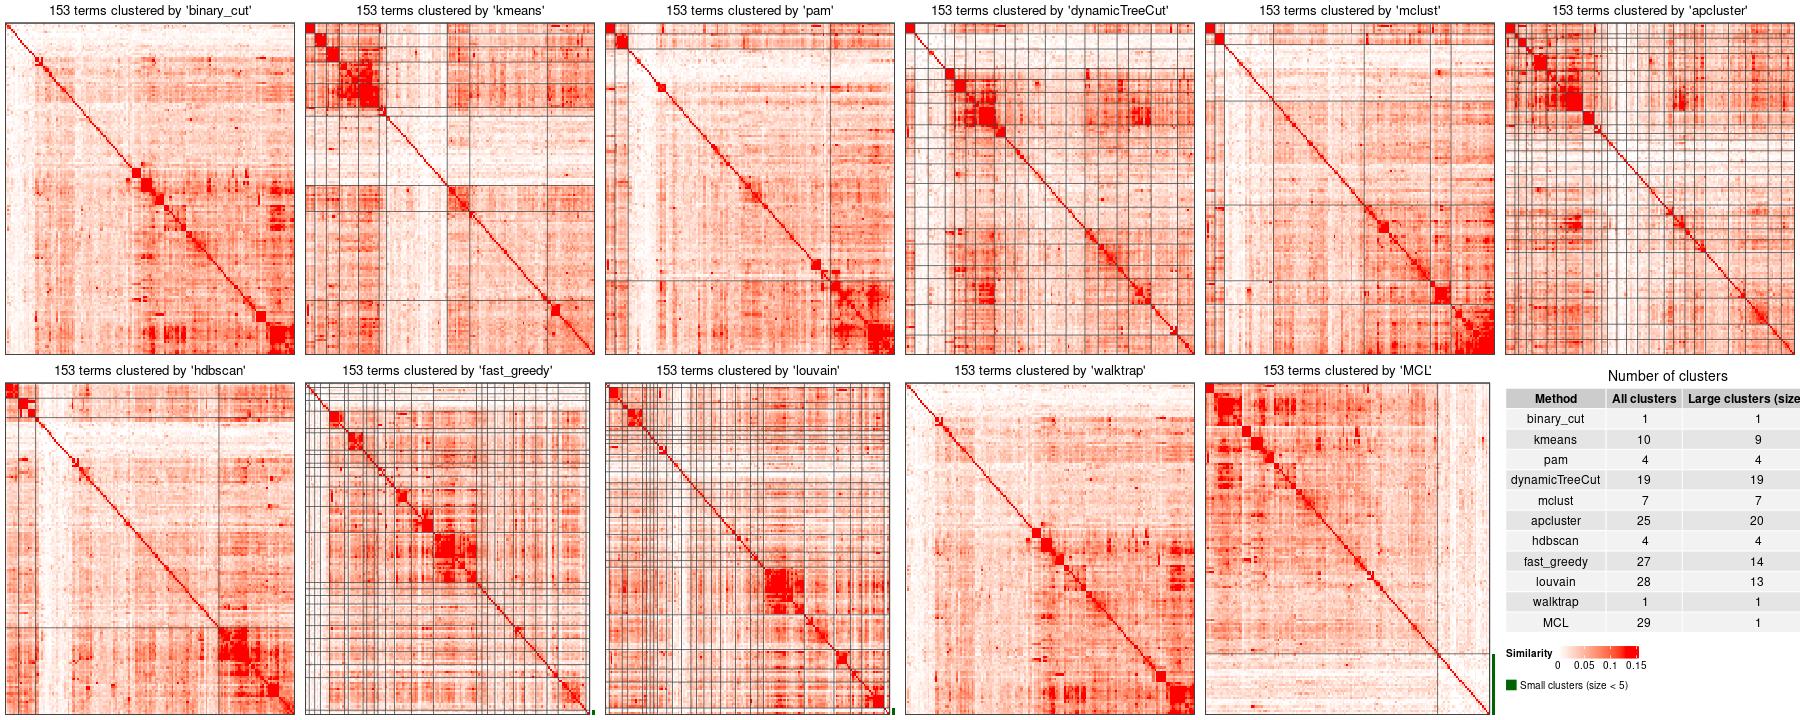 153 terms clustered by 'binary_cut'
153 terms clustered by 'kmeans'
153 terms clustered by 'pam'
153 terms clustered by 'dynamicTreeCut'
153 terms clustered by 'mclust'
153 terms clustered by 'apcluster'
153 terms clustered by 'hdbscan'
153 terms clustered by 'fast_greedy'
153 terms clustered by 'louvain'
153 terms clustered by 'walktrap'
153 terms clustered by 'MCL'
Number of clusters
Method All clusters Large clusters (size
binary_cut 1 1
kmeans 10 9
pam 4 4
dynamicTreeCut 19 19
mclust 7 7
apcluster 25 20
hdbscan 4 4
fast_greedy 27 14
louvain 28 13
walktrap 1 1
MCL 29 1
Similarity
0 0.05 0.1 0.15
Small clusters (size < 5)